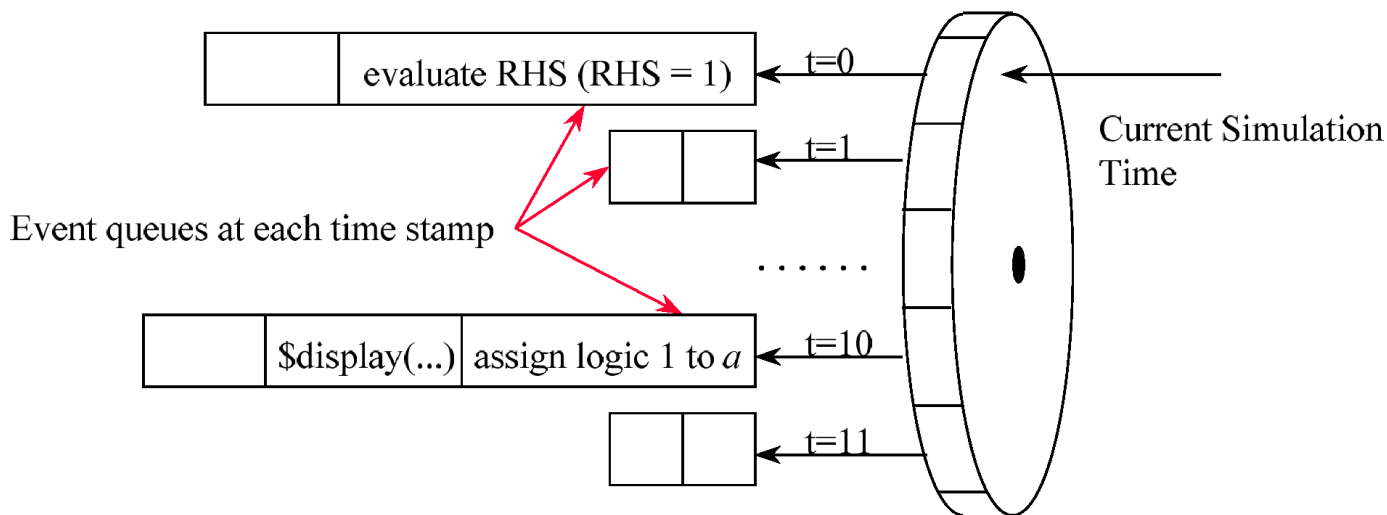 evaluate RHS (RHS = 1)
t=0
t=1
Current Simulation
Time
Event queues at each time stamp
......
$display(...)
assign logic 1 to a
t=10
t=11